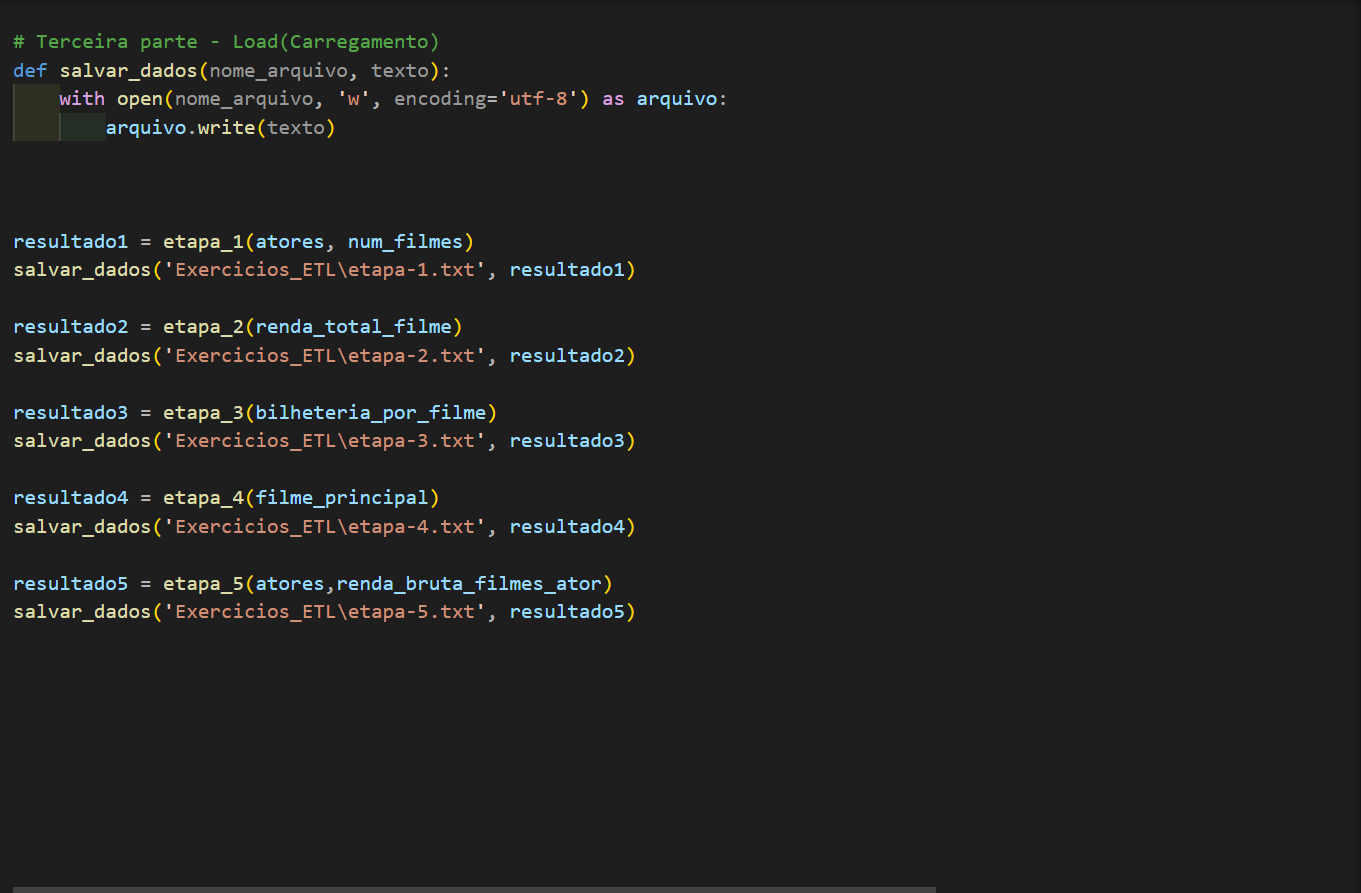 # Terceira parte - Load(Carregamento)
def salvar_dados(nome_arquivo, texto):
    with open(nome_arquivo, 'w', encoding='utf-8') as arquivo:
        arquivo.write(texto)
resultado1 = etapa_1(atores, num_filmes)
salvar_dados('Exercicios_ETL\etapa-1.txt', resultado1)
resultado2 = etapa_2(renda_total_filme)
salvar_dados('Exercicios_ETL\etapa-2.txt', resultado2)
resultado3 = etapa_3(bilheteria_por_filme)
salvar_dados('Exercicios_ETL\etapa-3.txt', resultado3)
resultado4 = etapa_4(filme_principal)
salvar_dados('Exercicios_ETL\etapa-4.txt', resultado4)
resultado5 = etapa_5(atores,renda_bruta_filmes_ator)
salvar_dados('Exercicios_ETL\etapa-5.txt', resultado5)